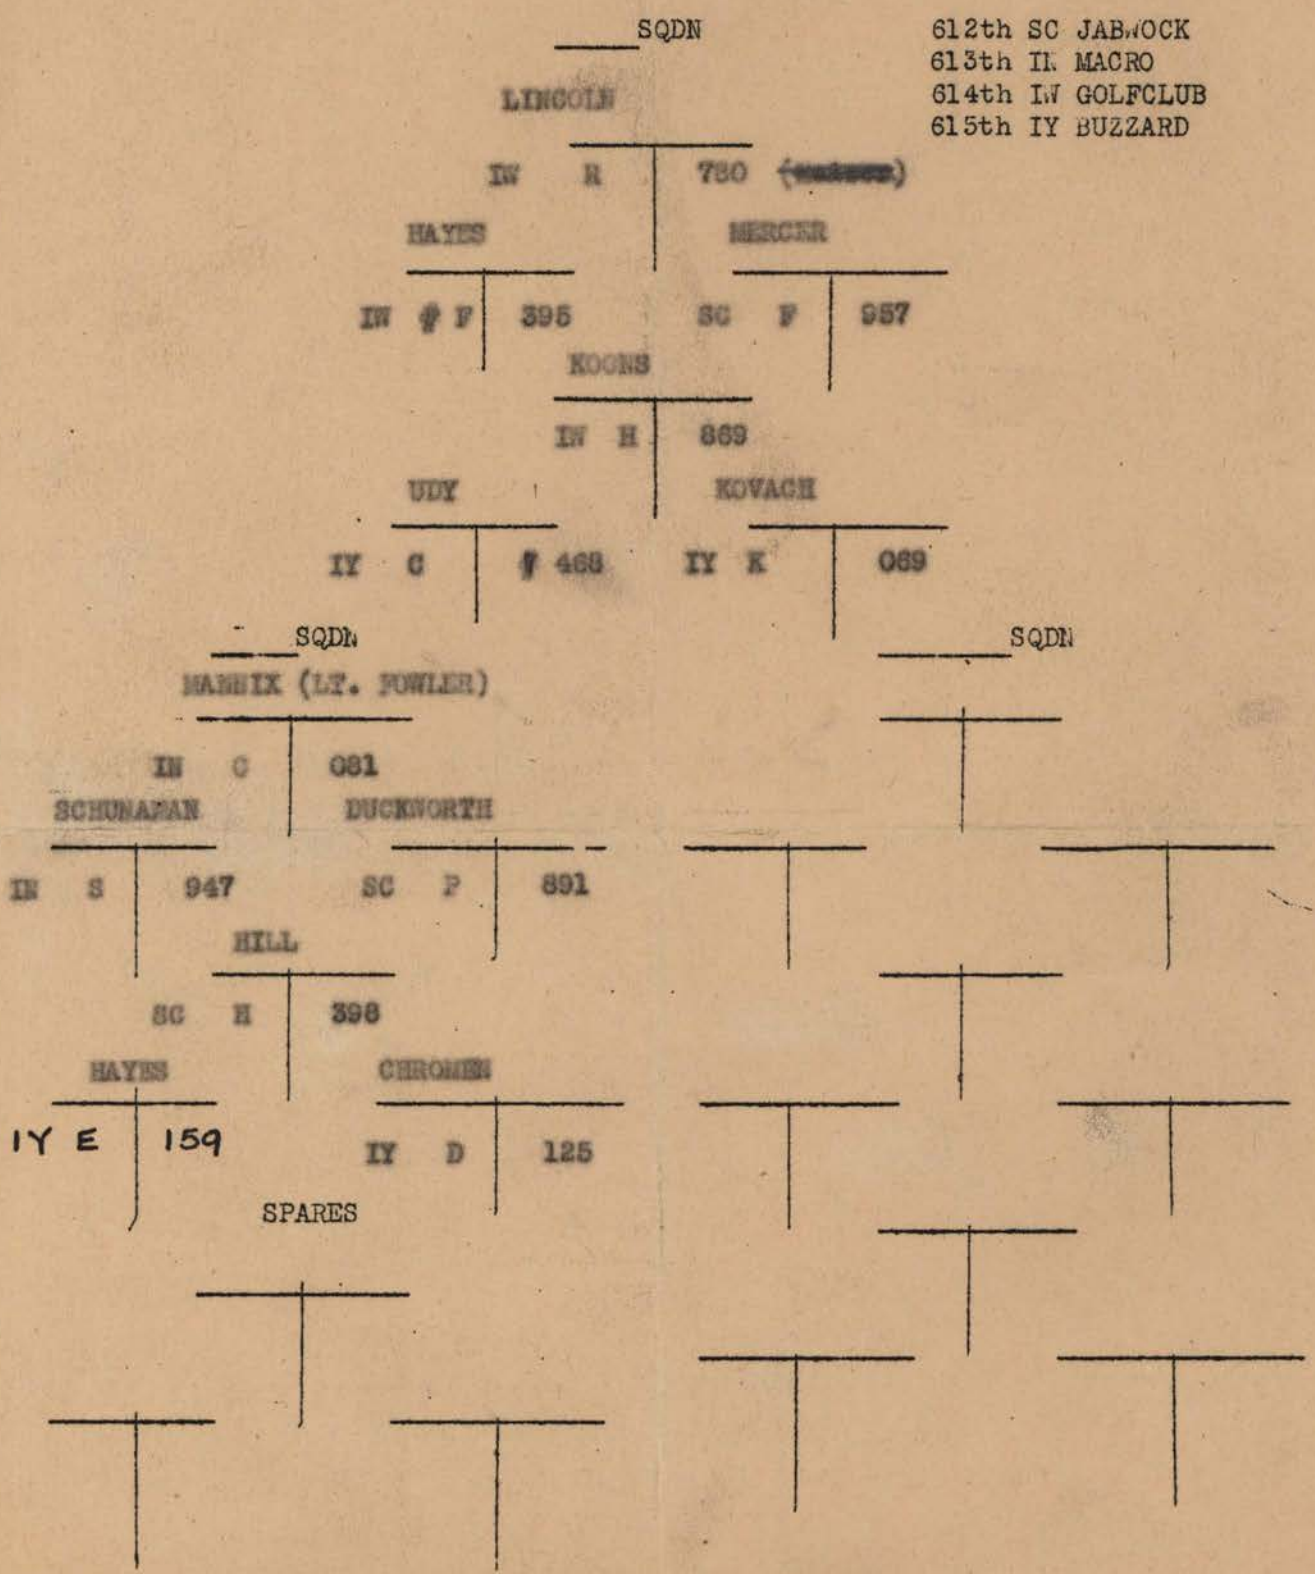 SQDN
612th SC JABWOCK
613th IN MACRO
614th IW GOLFCLUB
615th IY BUZZARD
LINCOLN
IW R 780
HAYES MERCER
IW F 395 SC F 957
KOONS
IW H 869
UDY KOVACH
IY C 468 IY K 069
SQDN SQDN
MANNIX (LT. FOWLER)
IN C 081
SCHUNAMAN DUCKWORTH
IN S 947 SC P 891
HILL
SC H 398
HAYES CHROMEN
IY E 159 IY D 125
SPARES